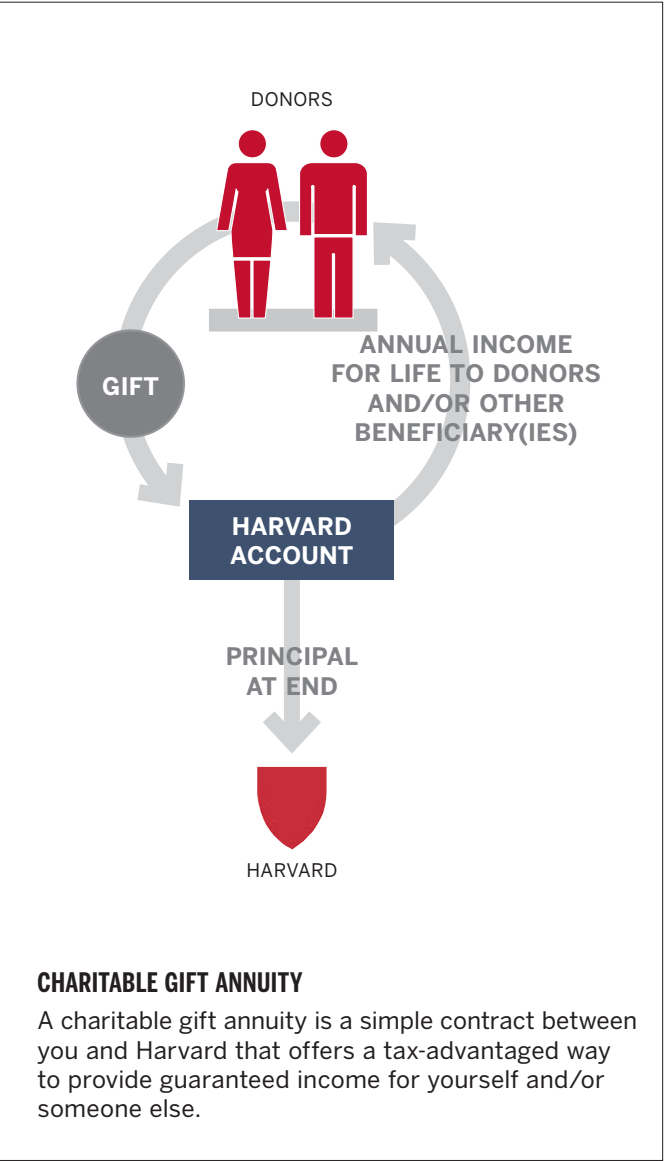 DONORS
GIFT
ANNUAL INCOME
FOR LIFE TO DONORS
AND/OR OTHER
BENEFICIARY(IES)
HARVARD
ACCOUNT
PRINCIPAL
AT END
HARVARD
CHARITABLE GIFT ANNUITY
A charitable gift annuity is a simple contract between
you and Harvard that offers a tax-advantaged way
to provide guaranteed income for yourself and/or
someone else.